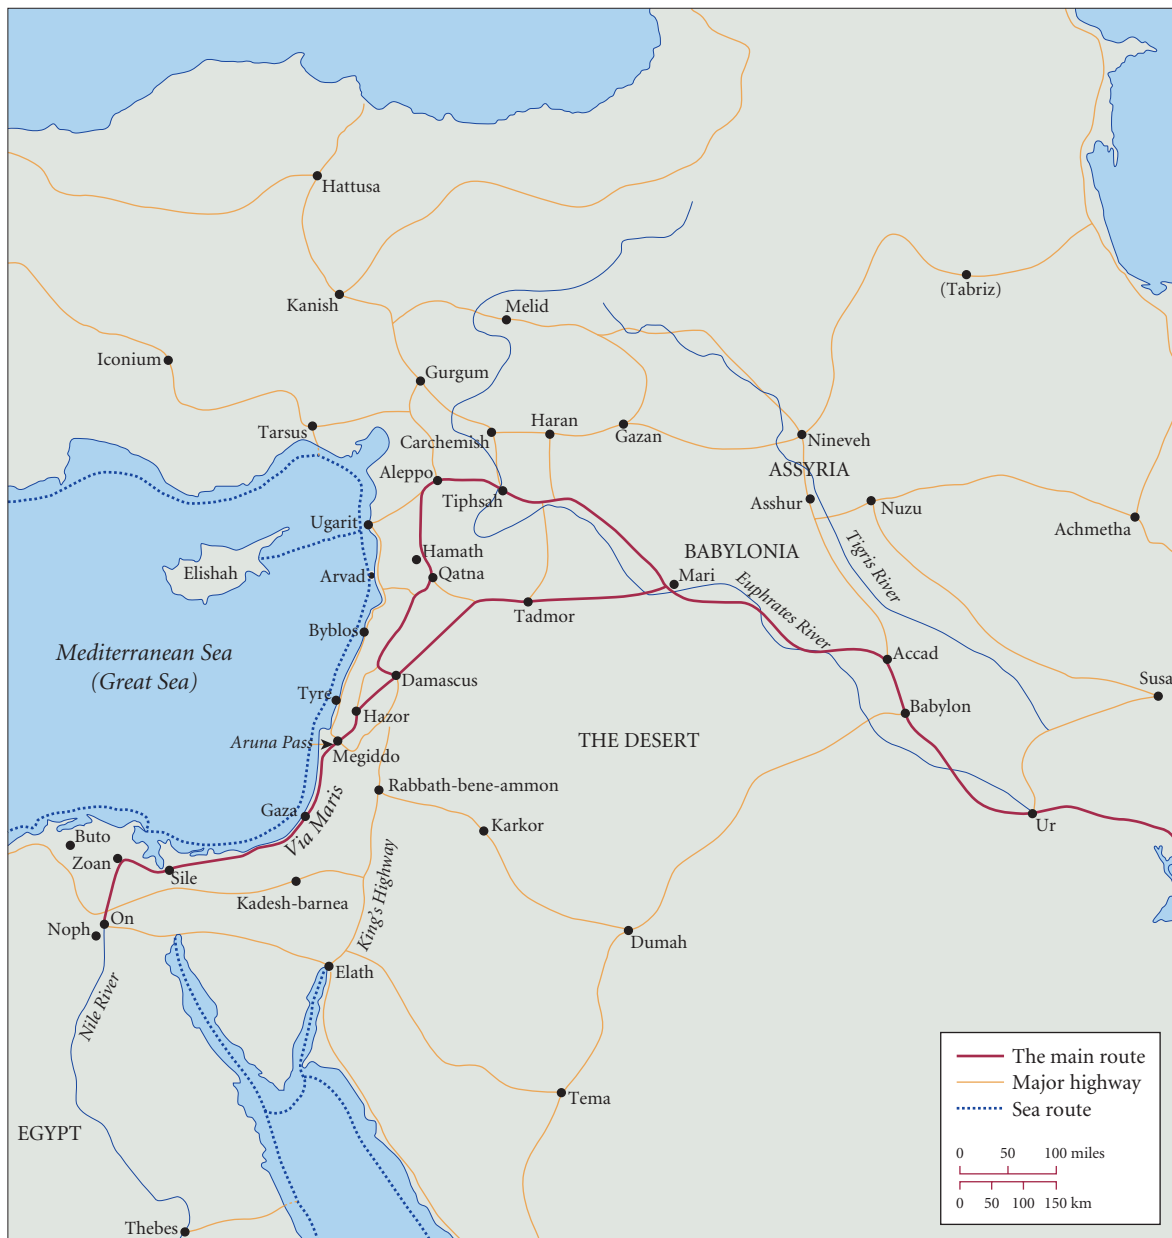 Hattusa
(Tabriz)
Kanish
Melid
Iconium
Gurgum
Tarsus
Carchemish
Haran
Gazan
Nineveh
ASSYRIA
Aleppo
Tiphsah
Asshur
Nuzu
Achmetha
Ugarit
Hamath
BABYLONIA
Tigris River
Elishah
Arvad
Qatna
Mari
Euphrates River
Tadmor
Byblos
Mediterranean Sea
(Great Sea)
Accad
Damascus
Susa
Tyre
Hazor
Babylon
Aruna Pass
THE DESERT
Megiddo
Rabbath-bene-ammon
Gaza
Via Maris
Karkor
Ur
Buto
Zoan
Sile
Kadesh-barnea
King's Highway
On
Noph
Dumah
Elath
Nile River
Tema
EGYPT
Thebes
The main route
Major highway
Sea route
0 50 100 miles
0 50 100 150 km